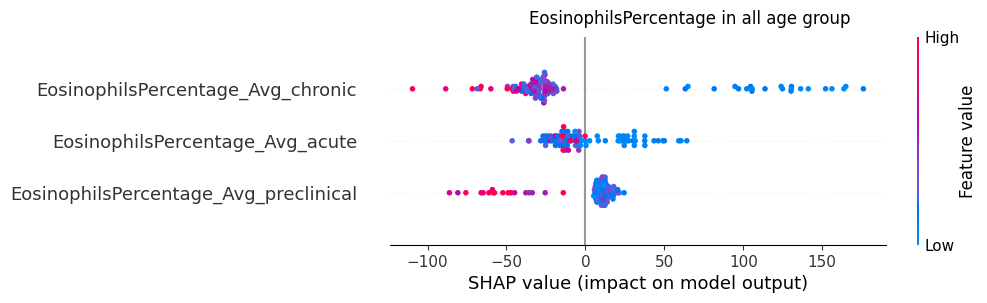 EosinophilsPercentage in all age group
High
EosinophilsPercentage_Avg_chronic
EosinophilsPercentage_Avg_acute
EosinophilsPercentage_Avg_preclinical
Feature value
Low
−100 −50 0 50 100 150
SHAP value (impact on model output)